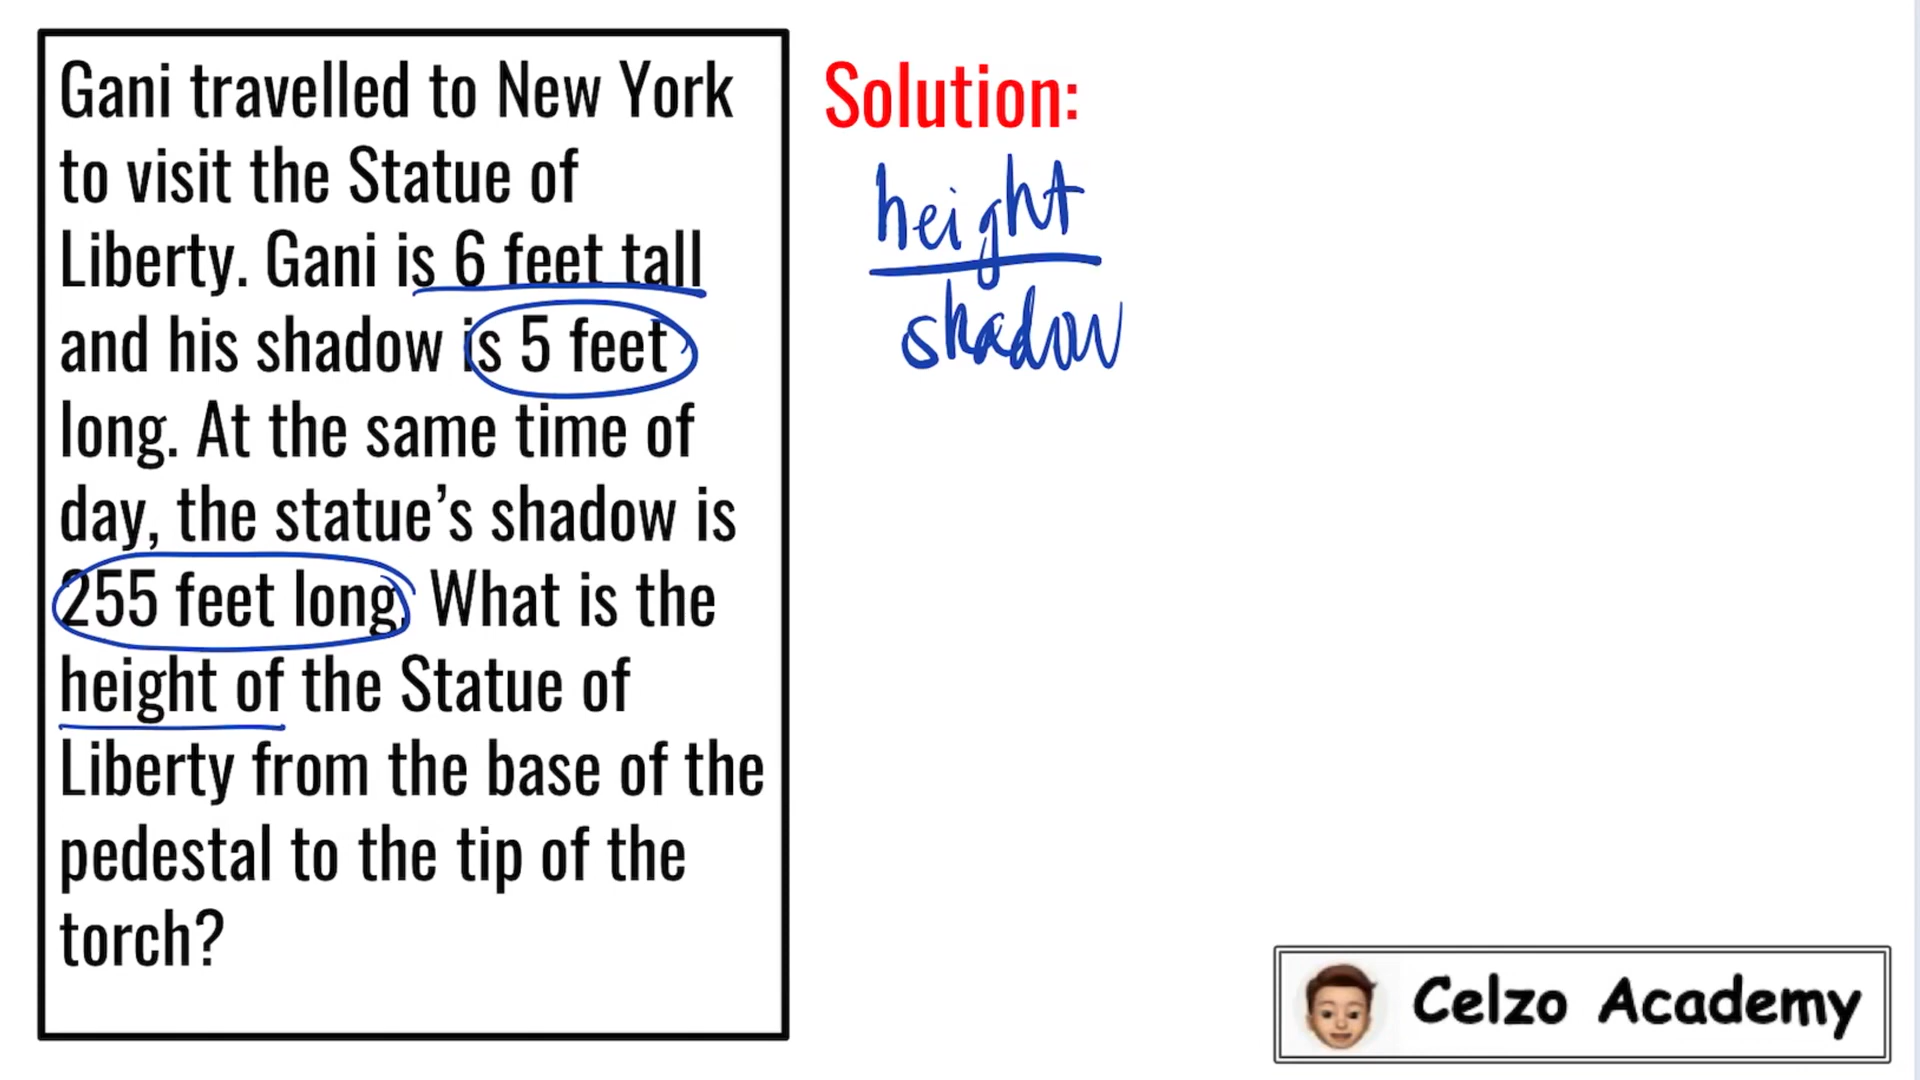 Gani travelled to New York
to visit the Statue of
Liberty. Gani is 6 feet tall
and his shadow is 5 feet
long. At the same time of
day, the statue’s shadow is
255 feet long. What is the
height of the Statue of
Liberty from the base of the
pedestal to the tip of the
torch?
Solution:
height
shadow
Celzo Academy